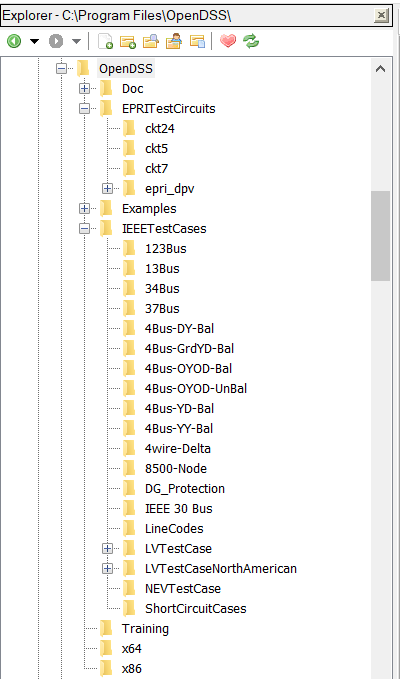 Explorer - C:\Program Files\OpenDSS\
OpenDSS
Doc
EPRITestCircuits
ckt24
ckt5
ckt7
epri_dpv
Examples
IEEETestCases
123Bus
13Bus
34Bus
37Bus
4Bus-DY-Bal
4Bus-GrdYD-Bal
4Bus-OYOD-Bal
4Bus-OYOD-UnBal
4Bus-YD-Bal
4Bus-YY-Bal
4wire-Delta
8500-Node
DG_Protection
IEEE 30 Bus
LineCodes
LVTestCase
LVTestCaseNorthAmerican
NEVTestCase
ShortCircuitCases
Training
x64
x86